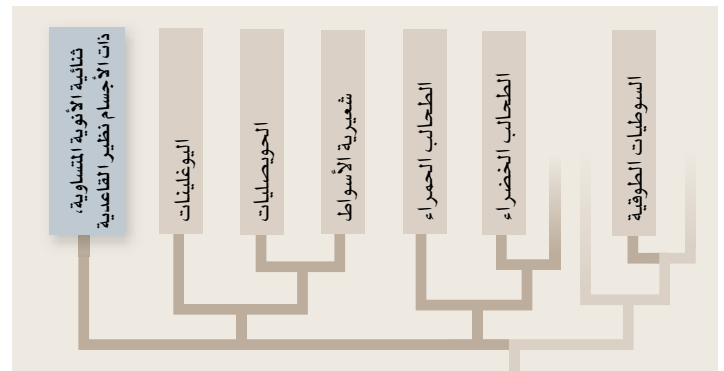 ثنائية الأنوية المتساوية،
ذات الأجسام نظير القاعدية
اليوغلينات
الحويصليات
شعيرية الأسواط
الطحالب الحمراء
الطحالب الخضراء
السوطيات الطوقية